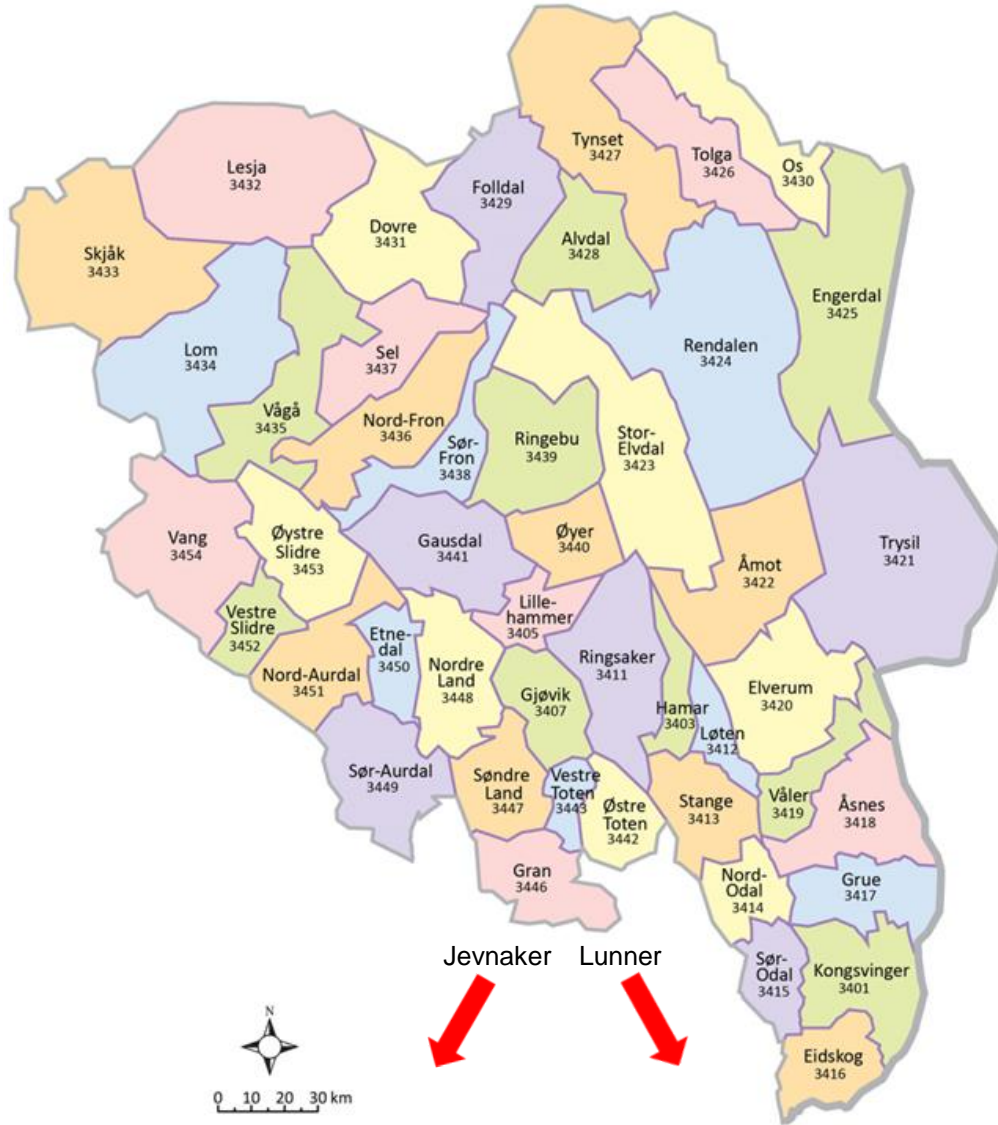 Tynset
3427
Tolga
3426
Os
3430
Lesja
3432
Folldal
3429
Dovre
3431
Alvdal
3428
Skjåk
3433
Engerdal
3425
Lom
3434
Sel
3437
Rendalen
3424
Vågå
3435
Nord-Fron
3436
Sør-
Fron
3438
Ringebu
3439
Stor-
Elvdal
3423
Vang
3454
Øystre
Slidre
3453
Gausdal
3441
Øyer
3440
Åmot
3422
Trysil
3421
Vestre
Slidre
3452
Etne-
dal
3450
Lille-
hammer
3405
Nord-Aurdal
3451
Nordre
Land
3448
Gjøvik
3407
Ringsaker
3411
Hamar
3403
Løten
3412
Elverum
3420
Sør-Aurdal
3449
Søndre
Land
3447
Vestre
Toten
3443
Østre
Toten
3442
Stange
3413
Våler
3419
Åsnes
3418
Gran
3446
Nord-
Odal
3414
Grue
3417
Jevnaker
Lunner
Sør-
Odal
3415
Kongsvinger
3401
Eidskog
3416
N
0 10 20 30 km